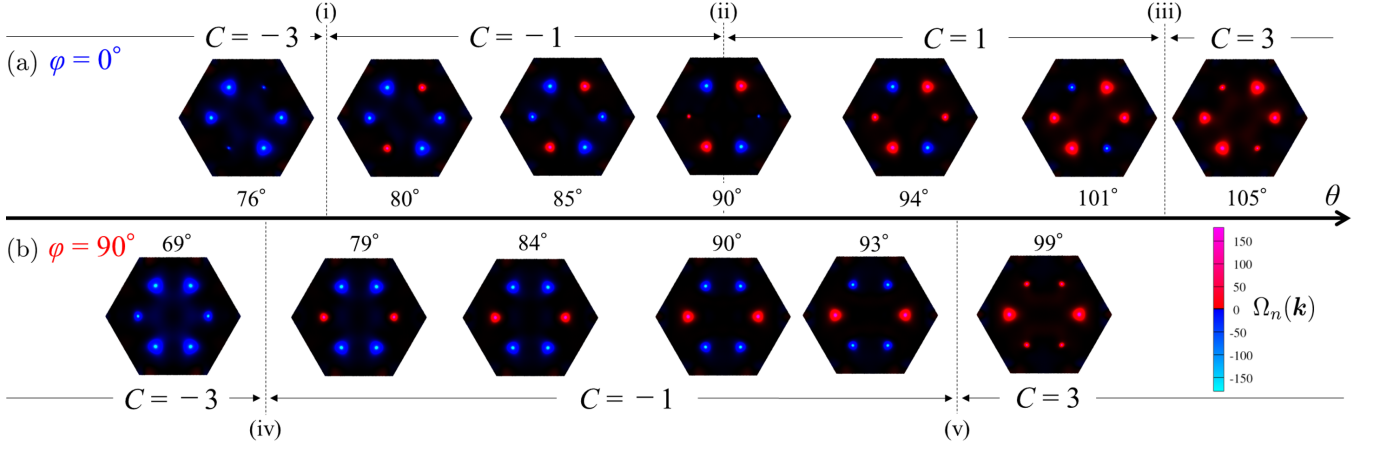 (i) (ii) (iii)
C = −3 C = −1 C = 1 C = 3
(a) φ = 0°
76° 80° 85° 90° 94° 101° 105° θ
(b) φ = 90° 69° 79° 84° 90° 93° 99°
150
100
50
0 Ωₙ(𝒌)
-50
-100
-150
C = −3 C = −1 C = 3
(iv) (v)